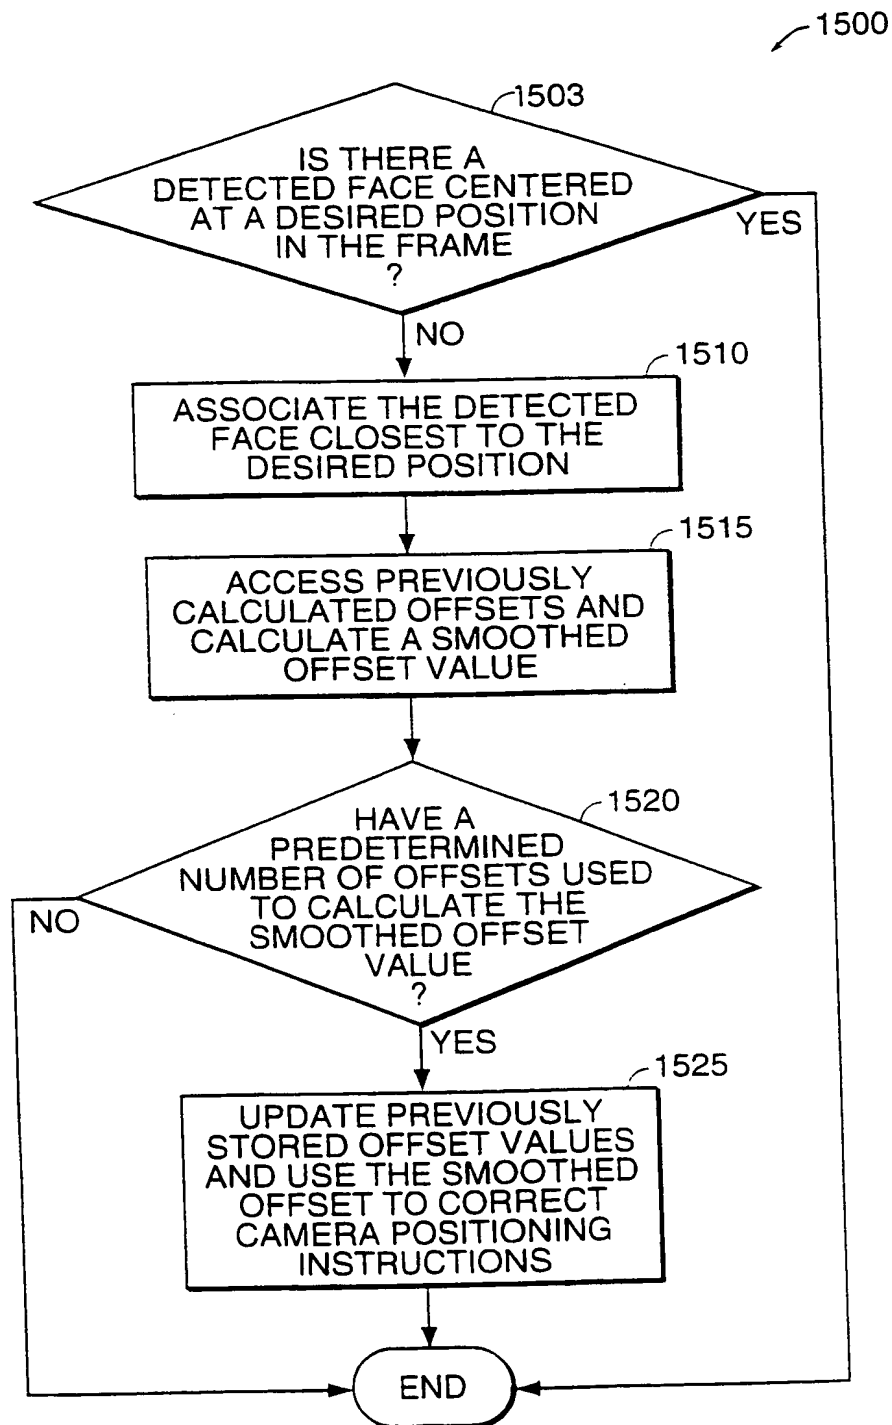 1500
1503
IS THERE A
DETECTED FACE CENTERED
AT A DESIRED POSITION
IN THE FRAME
?
YES
NO
1510
ASSOCIATE THE DETECTED
FACE CLOSEST TO THE
DESIRED POSITION
1515
ACCESS PREVIOUSLY
CALCULATED OFFSETS AND
CALCULATE A SMOOTHED
OFFSET VALUE
1520
HAVE A
PREDETERMINED
NUMBER OF OFFSETS USED
TO CALCULATE THE
SMOOTHED OFFSET
VALUE
?
NO
YES
1525
UPDATE PREVIOUSLY
STORED OFFSET VALUES
AND USE THE SMOOTHED
OFFSET TO CORRECT
CAMERA POSITIONING
INSTRUCTIONS
END